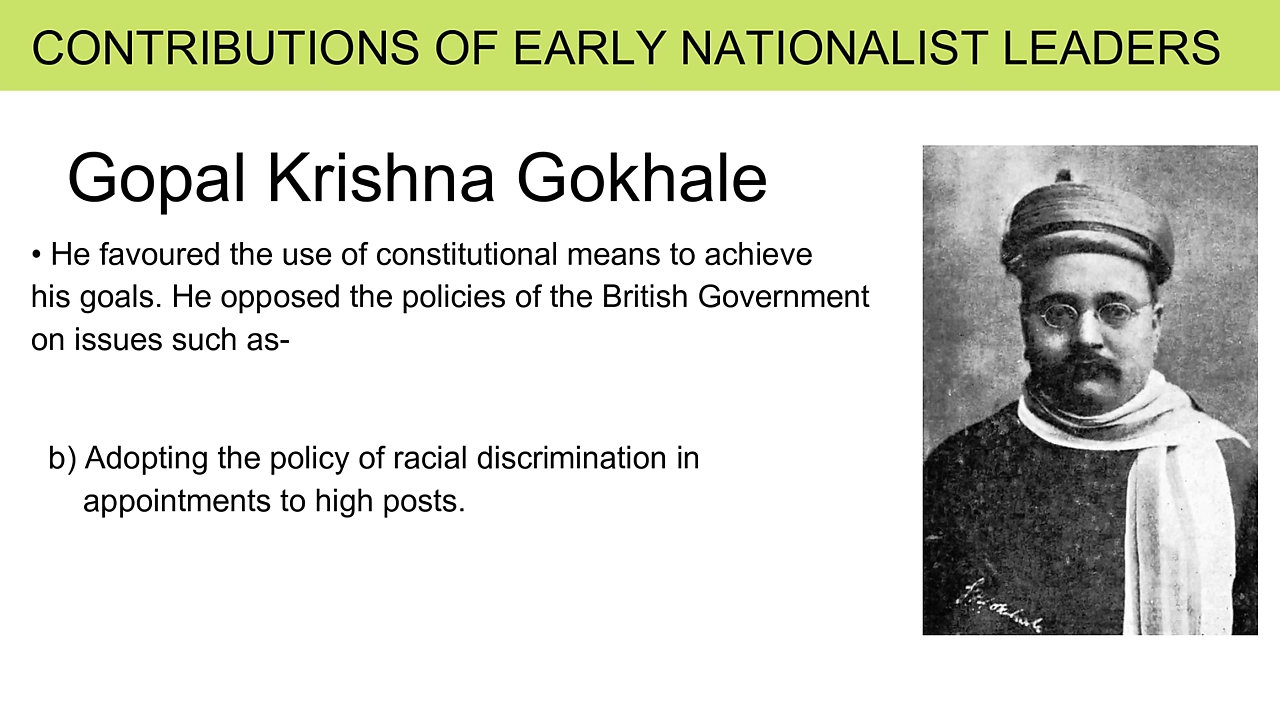 CONTRIBUTIONS OF EARLY NATIONALIST LEADERS
Gopal Krishna Gokhale
• He favoured the use of constitutional means to achieve
his goals. He opposed the policies of the British Government
on issues such as-
b) Adopting the policy of racial discrimination in
appointments to high posts.